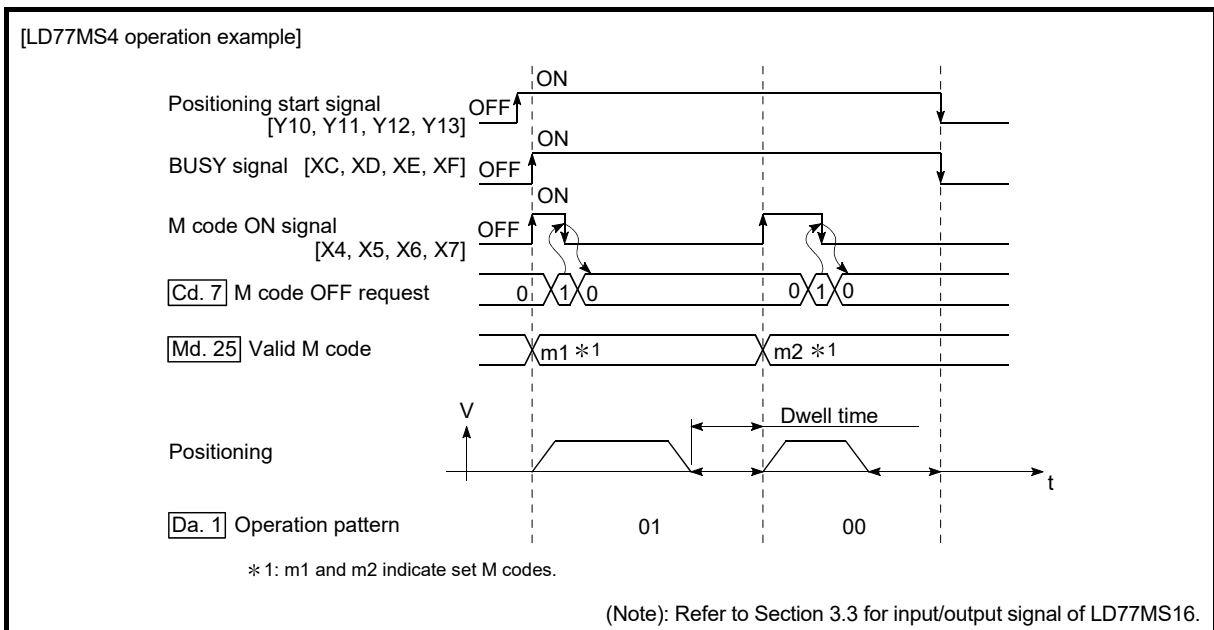 [LD77MS4 operation example]
ON
Positioning start signal OFF
[Y10, Y11, Y12, Y13]
ON
BUSY signal [XC, XD, XE, XF] OFF
ON
M code ON signal OFF
[X4, X5, X6, X7]
Cd. 7 M code OFF request 0 1 0 0 1 0
Md. 25 Valid M code m1 *1 m2 *1
V
Dwell time
Positioning
t
Da. 1 Operation pattern 01 00
*1: m1 and m2 indicate set M codes.
(Note): Refer to Section 3.3 for input/output signal of LD77MS16.